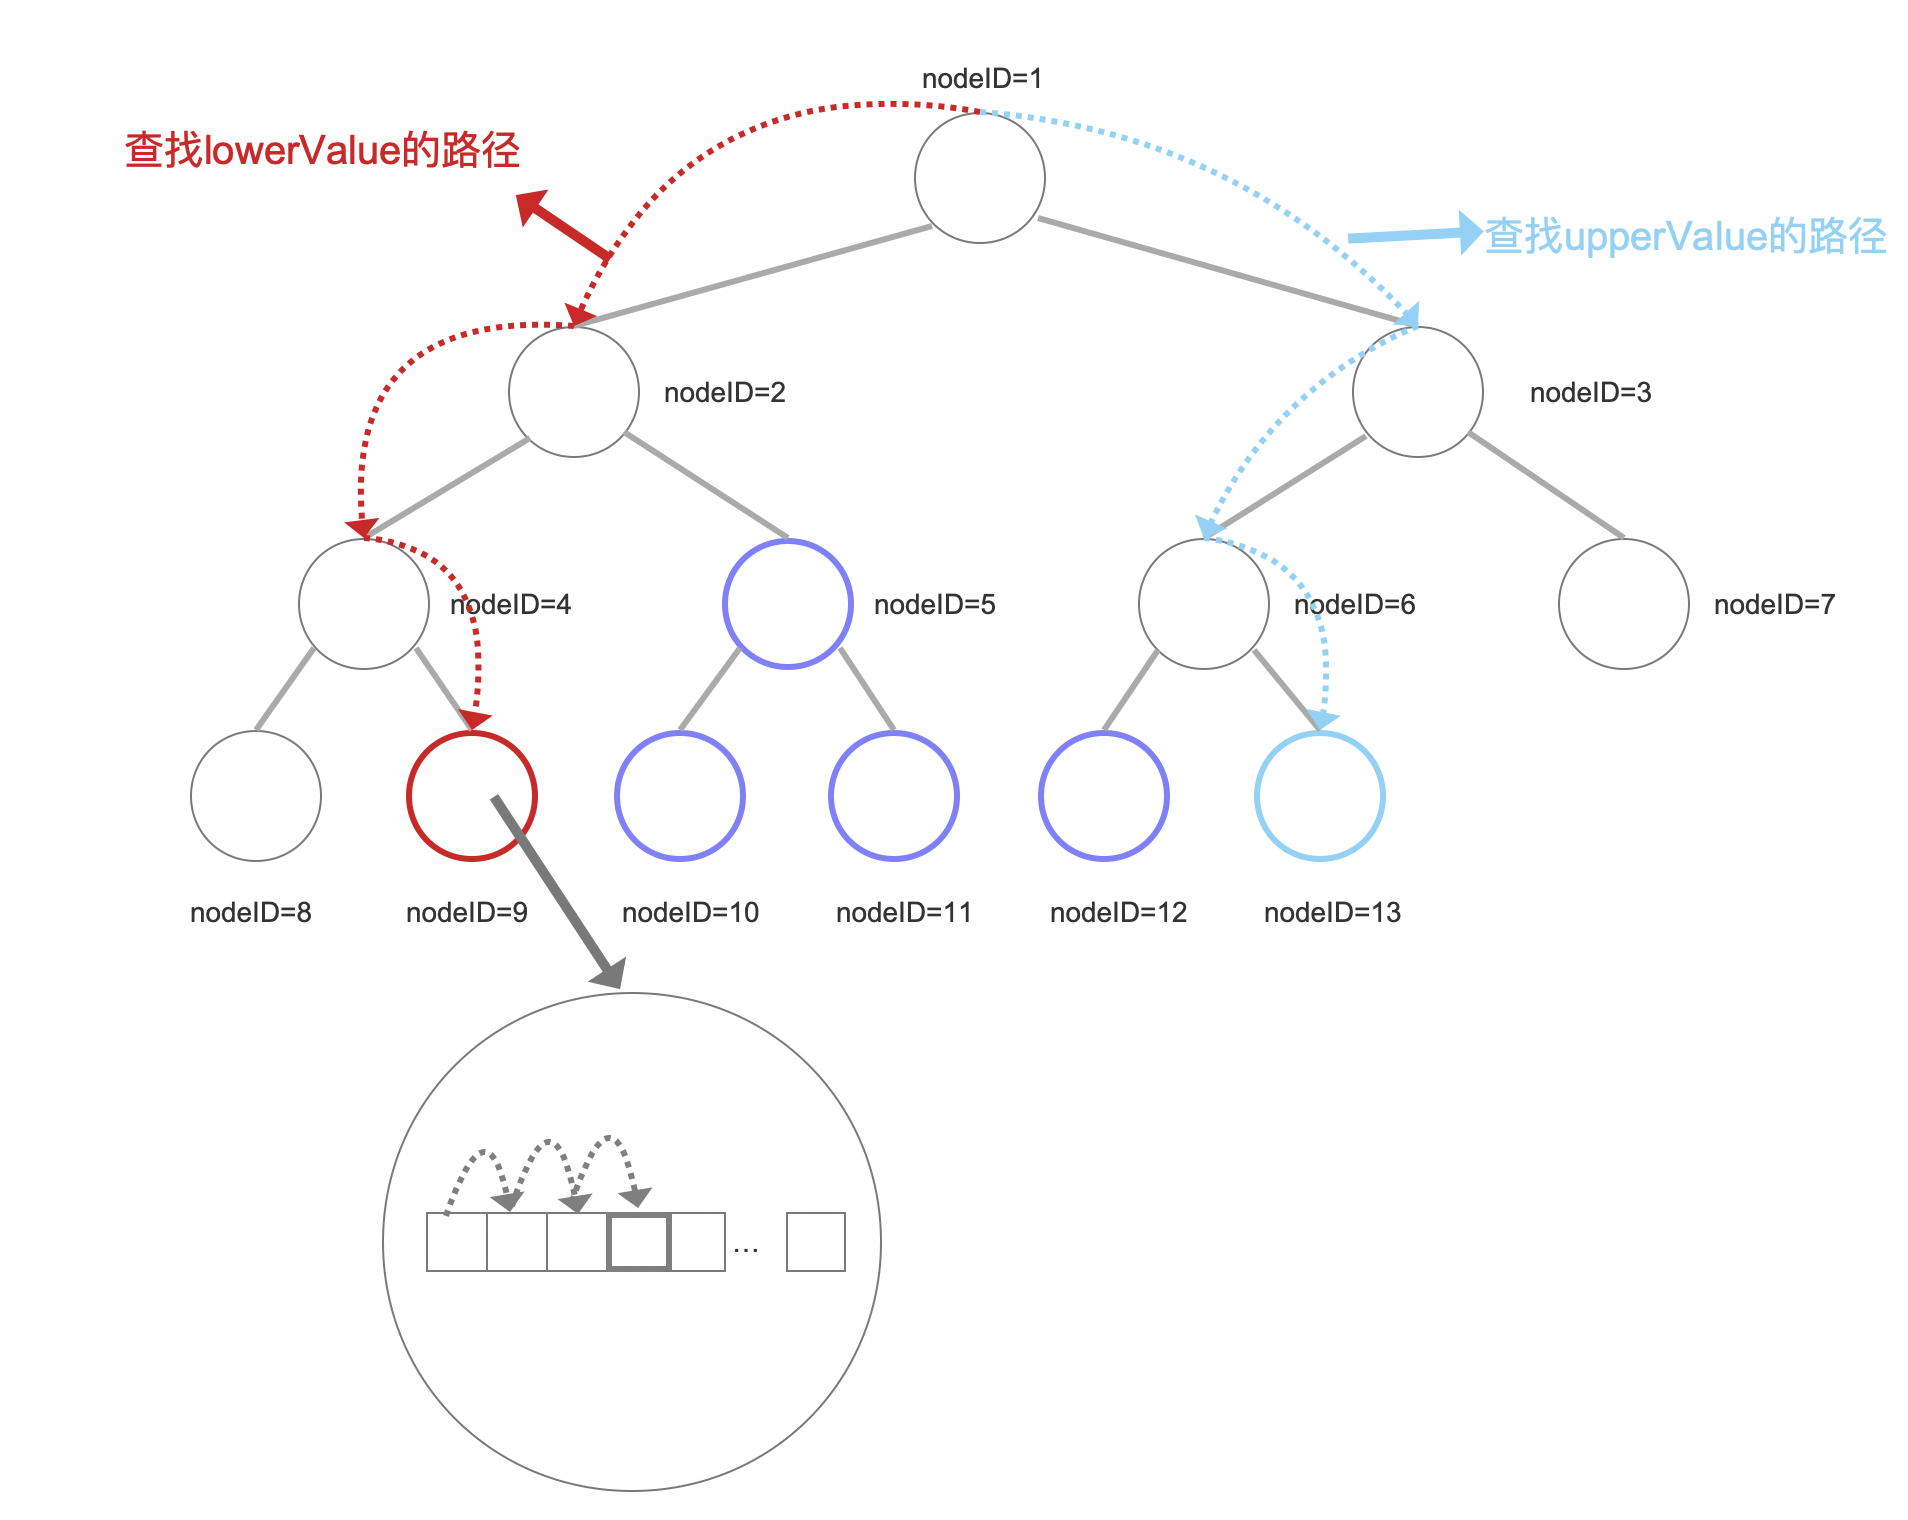 nodeID=1
查找lowerValue的路径
查找upperValue的路径
nodeID=2
nodeID=3
nodeID=4
nodeID=5
nodeID=6
nodeID=7
nodeID=8
nodeID=9
nodeID=10
nodeID=11
nodeID=12
nodeID=13
...